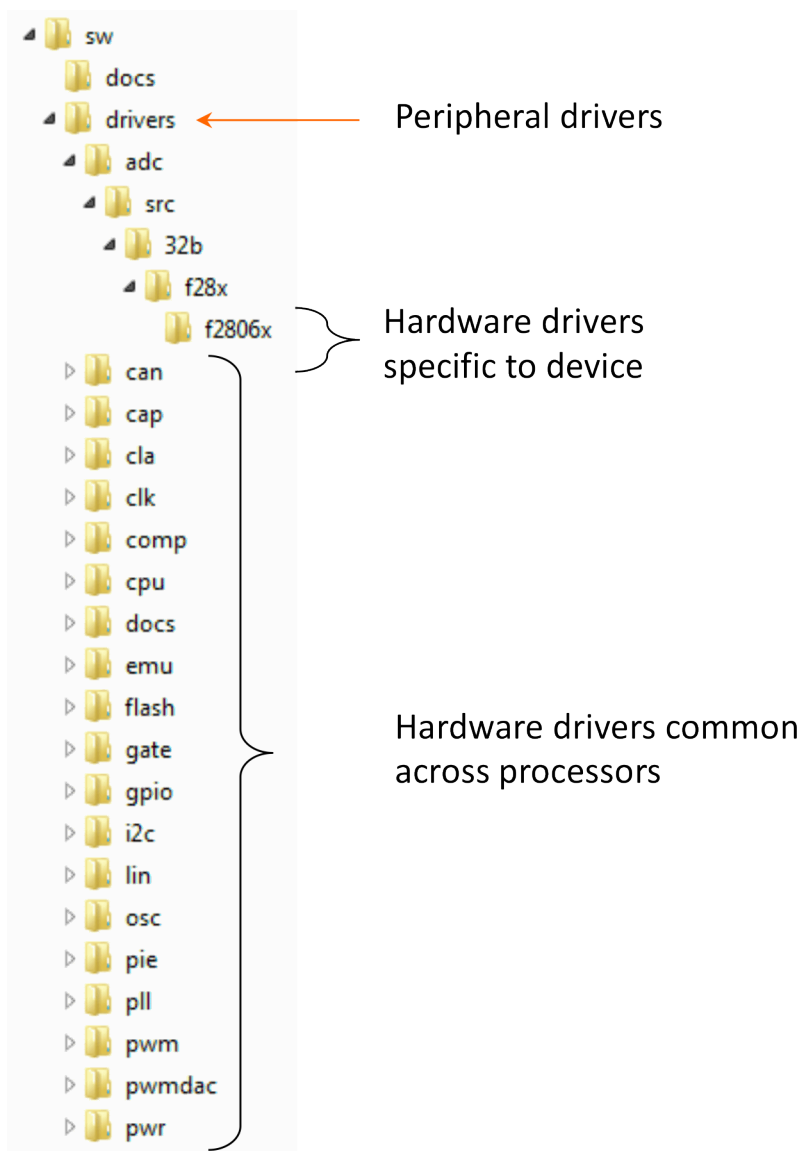 sw
docs
drivers
Peripheral drivers
adc
src
32b
f28x
f2806x
Hardware drivers
specific to device
can
cap
cla
clk
comp
cpu
docs
emu
flash
gate
gpio
i2c
lin
osc
pie
pll
pwm
pwmdac
pwr
Hardware drivers common
across processors